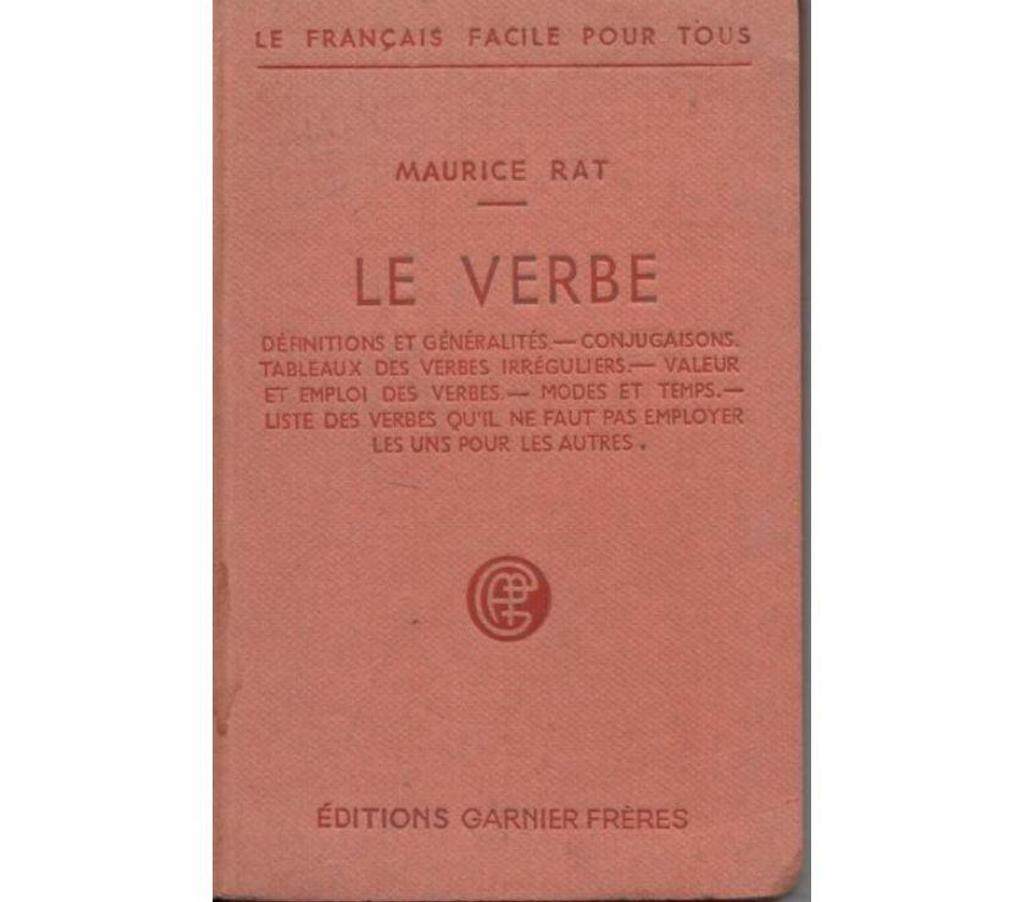 LE FRANÇAIS FACILE POUR TOUS
MAURICE RAT
LE VERBE
DÉFINITIONS ET GÉNÉRALITÉS.— CONJUGAISONS.
TABLEAUX DES VERBES IRRÉGULIERS.— VALEUR
ET EMPLOI DES VERBES.— MODES ET TEMPS.—
LISTE DES VERBES QU'IL NE FAUT PAS EMPLOYER
LES UNS POUR LES AUTRES.
ÉDITIONS GARNIER FRÈRES